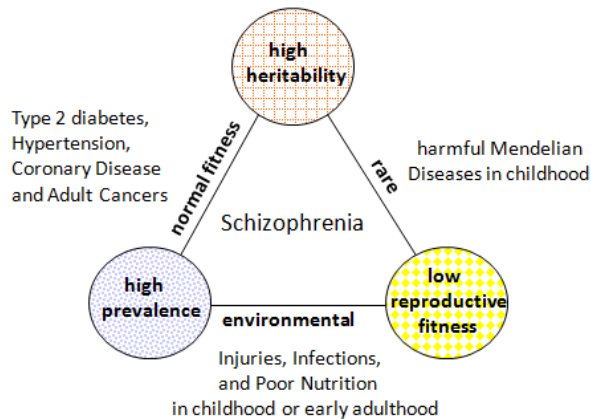 high
heritability
Type 2 diabetes,
Hypertension,
Coronary Disease
and Adult Cancers
normal fitness
rare
harmful Mendelian
Diseases in childhood
Schizophrenia
high
prevalence
low
reproductive
fitness
environmental
Injuries, Infections,
and Poor Nutrition
in childhood or early adulthood